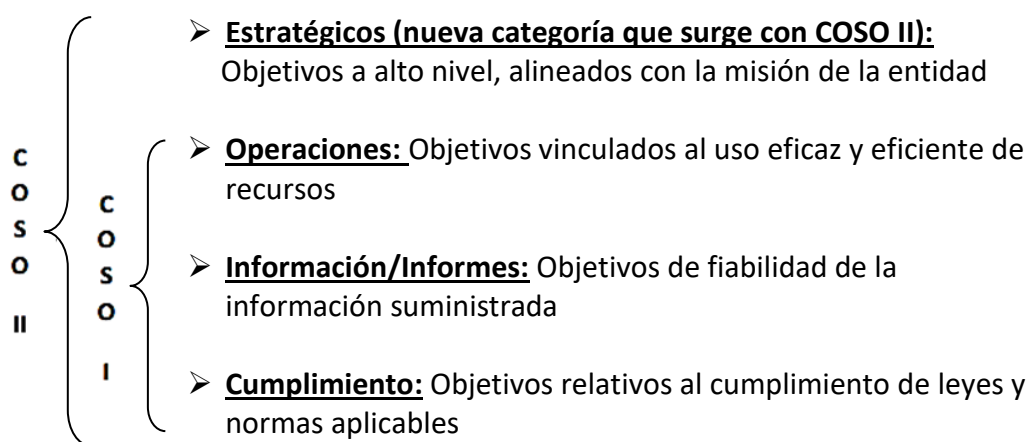 ➢ Estratégicos (nueva categoría que surge con COSO II):
Objetivos a alto nivel, alineados con la misión de la entidad
➢ Operaciones: Objetivos vinculados al uso eficaz y eficiente de
recursos
➢ Información/Informes: Objetivos de fiabilidad de la
información suministrada
➢ Cumplimiento: Objetivos relativos al cumplimiento de leyes y
normas aplicables
C
O
S
O
II
C
O
S
O
I